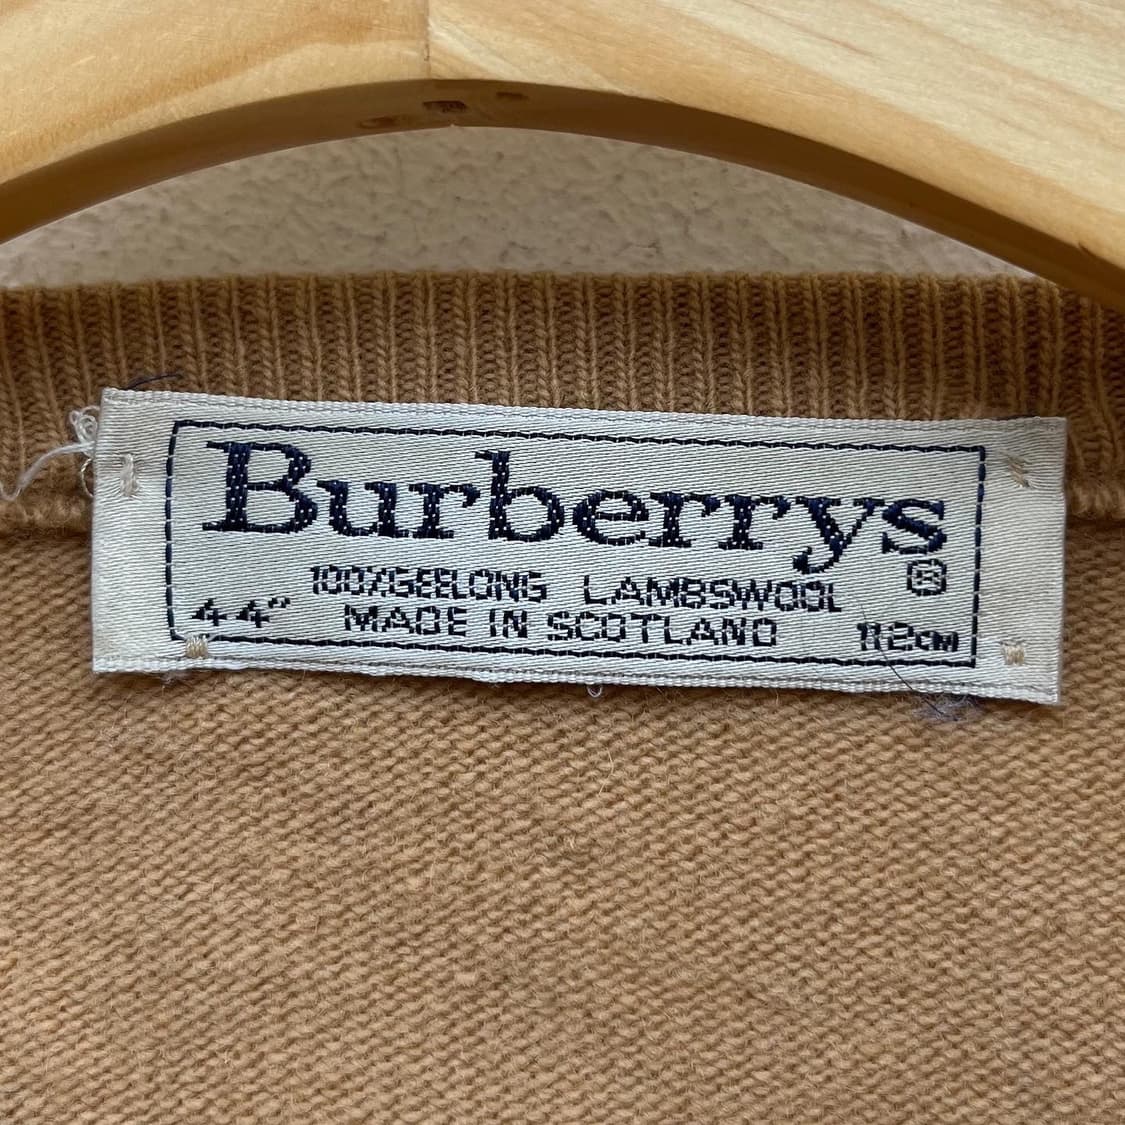 Burberrys
®
100%GEELONG LAMBSWOOL
44" MADE IN SCOTLAND 112CM